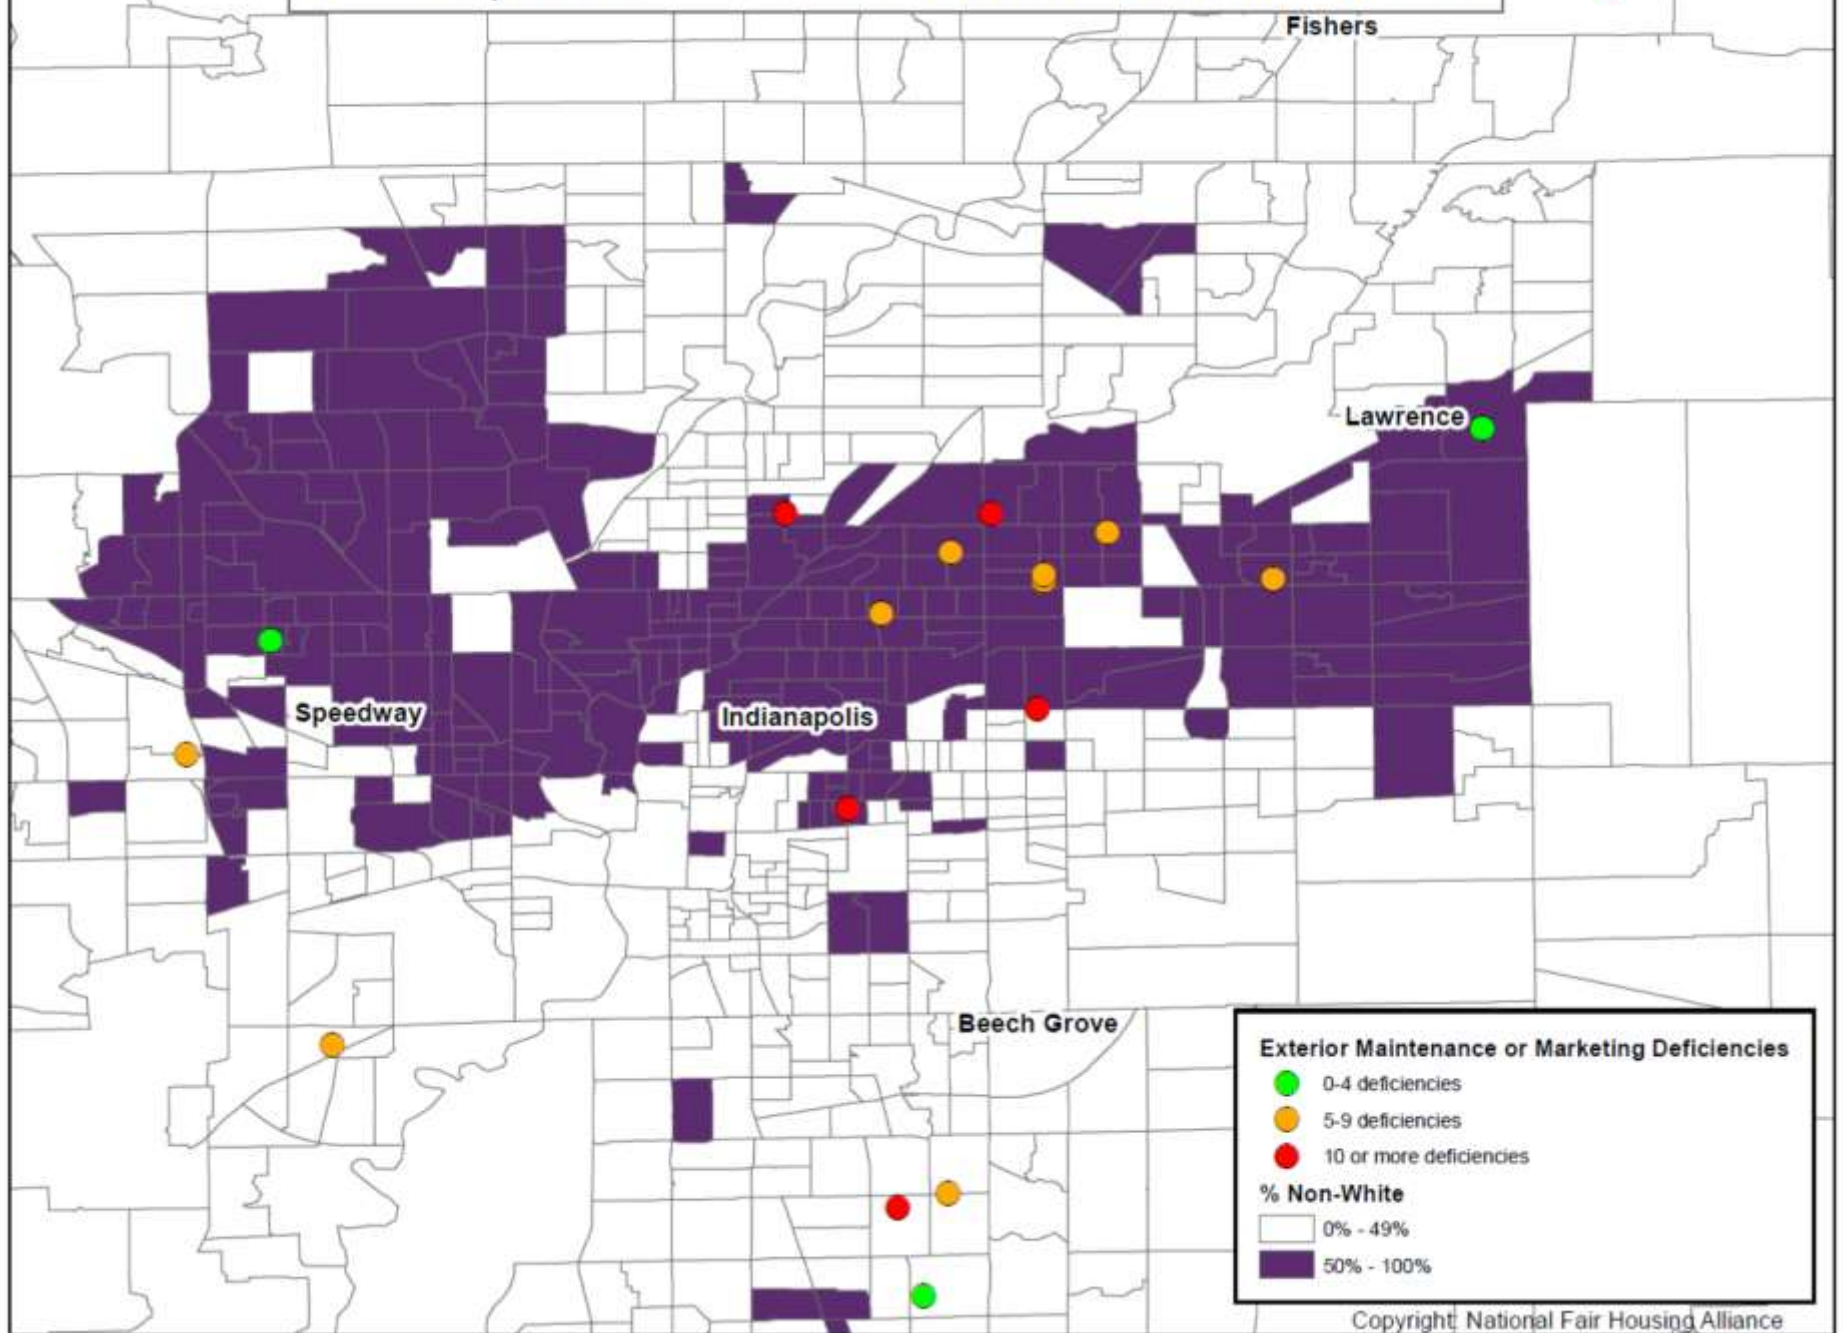 Fishers
Lawrence
Speedway
Indianapolis
Beech Grove
Exterior Maintenance or Marketing Deficiencies
0-4 deficiencies
5-9 deficiencies
10 or more deficiencies
% Non-White
0% - 49%
50% - 100%
Copyright: National Fair Housing Alliance